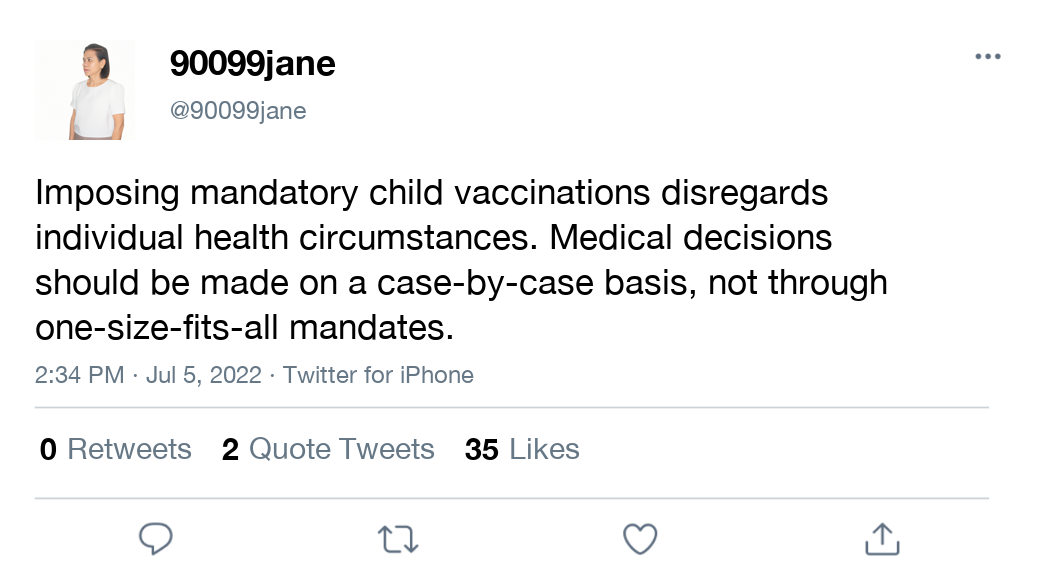 90099jane
@90099jane
Imposing mandatory child vaccinations disregards
individual health circumstances. Medical decisions
should be made on a case-by-case basis, not through
one-size-fits-all mandates.
2:34 PM · Jul 5, 2022 · Twitter for iPhone
0 Retweets 2 Quote Tweets 35 Likes